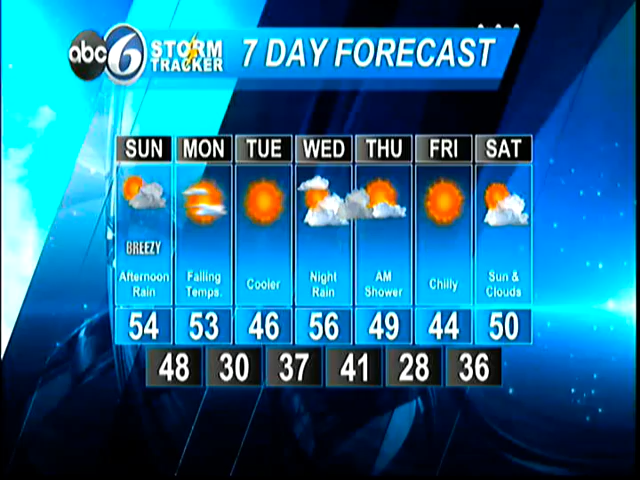 abc 6 STORM TRACKER 7 DAY FORECAST
SUN MON TUE WED THU FRI SAT
BREEZY
Afternoon Rain
Falling Temps.
Cooler
Night Rain
AM Shower
Chilly
Sun & Clouds
54 53 46 56 49 44 50
48 30 37 41 28 36